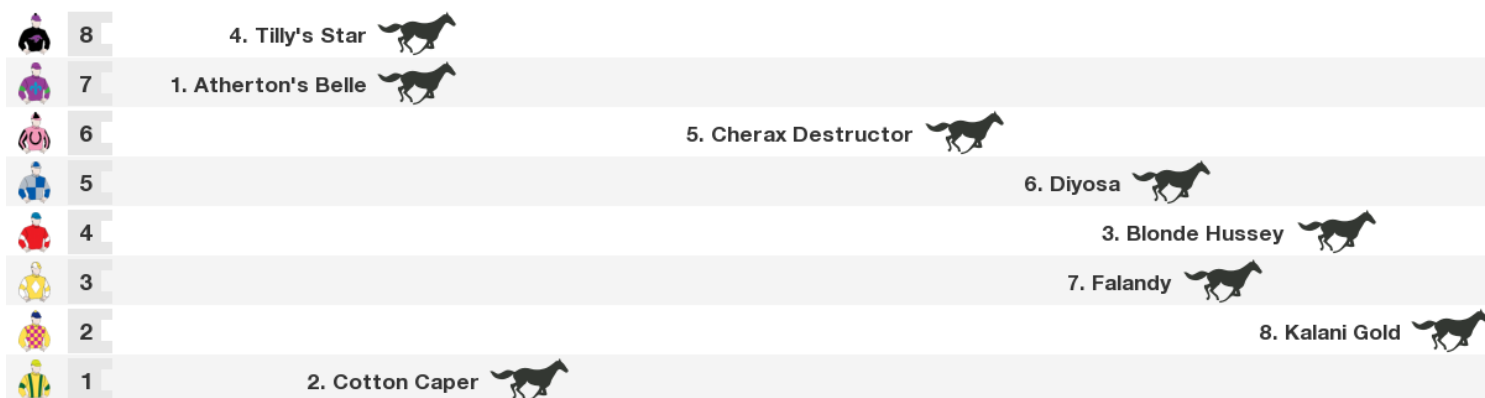 8 4. Tilly's Star
7 1. Atherton's Belle
6 5. Cherax Destructor
5 6. Diyosa
4 3. Blonde Hussey
3 7. Falandy
2 8. Kalani Gold
1 2. Cotton Caper